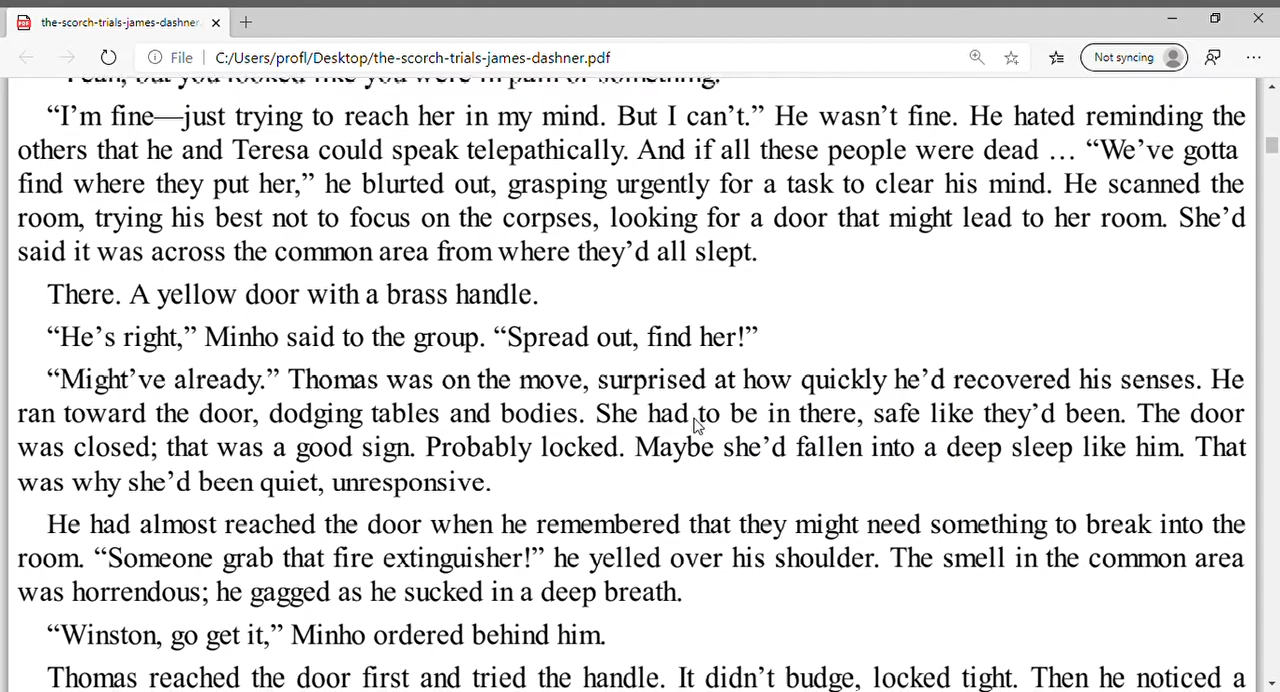 the-scorch-trials-james-dashner
File
C:/Users/profl/Desktop/the-scorch-trials-james-dashner.pdf
Not syncing
"Yeah, but you looked like you were in pain or something."
“I’m fine—just trying to reach her in my mind. But I can’t.” He wasn’t fine. He hated reminding the
others that he and Teresa could speak telepathically. And if all these people were dead … “We’ve gotta
find where they put her,” he blurted out, grasping urgently for a task to clear his mind. He scanned the
room, trying his best not to focus on the corpses, looking for a door that might lead to her room. She’d
said it was across the common area from where they’d all slept.
There. A yellow door with a brass handle.
“He’s right,” Minho said to the group. “Spread out, find her!”
“Might’ve already.” Thomas was on the move, surprised at how quickly he’d recovered his senses. He
ran toward the door, dodging tables and bodies. She had to be in there, safe like they’d been. The door
was closed; that was a good sign. Probably locked. Maybe she’d fallen into a deep sleep like him. That
was why she’d been quiet, unresponsive.
He had almost reached the door when he remembered that they might need something to break into the
room. “Someone grab that fire extinguisher!” he yelled over his shoulder. The smell in the common area
was horrendous; he gagged as he sucked in a deep breath.
“Winston, go get it,” Minho ordered behind him.
Thomas reached the door first and tried the handle. It didn’t budge, locked tight. Then he noticed a